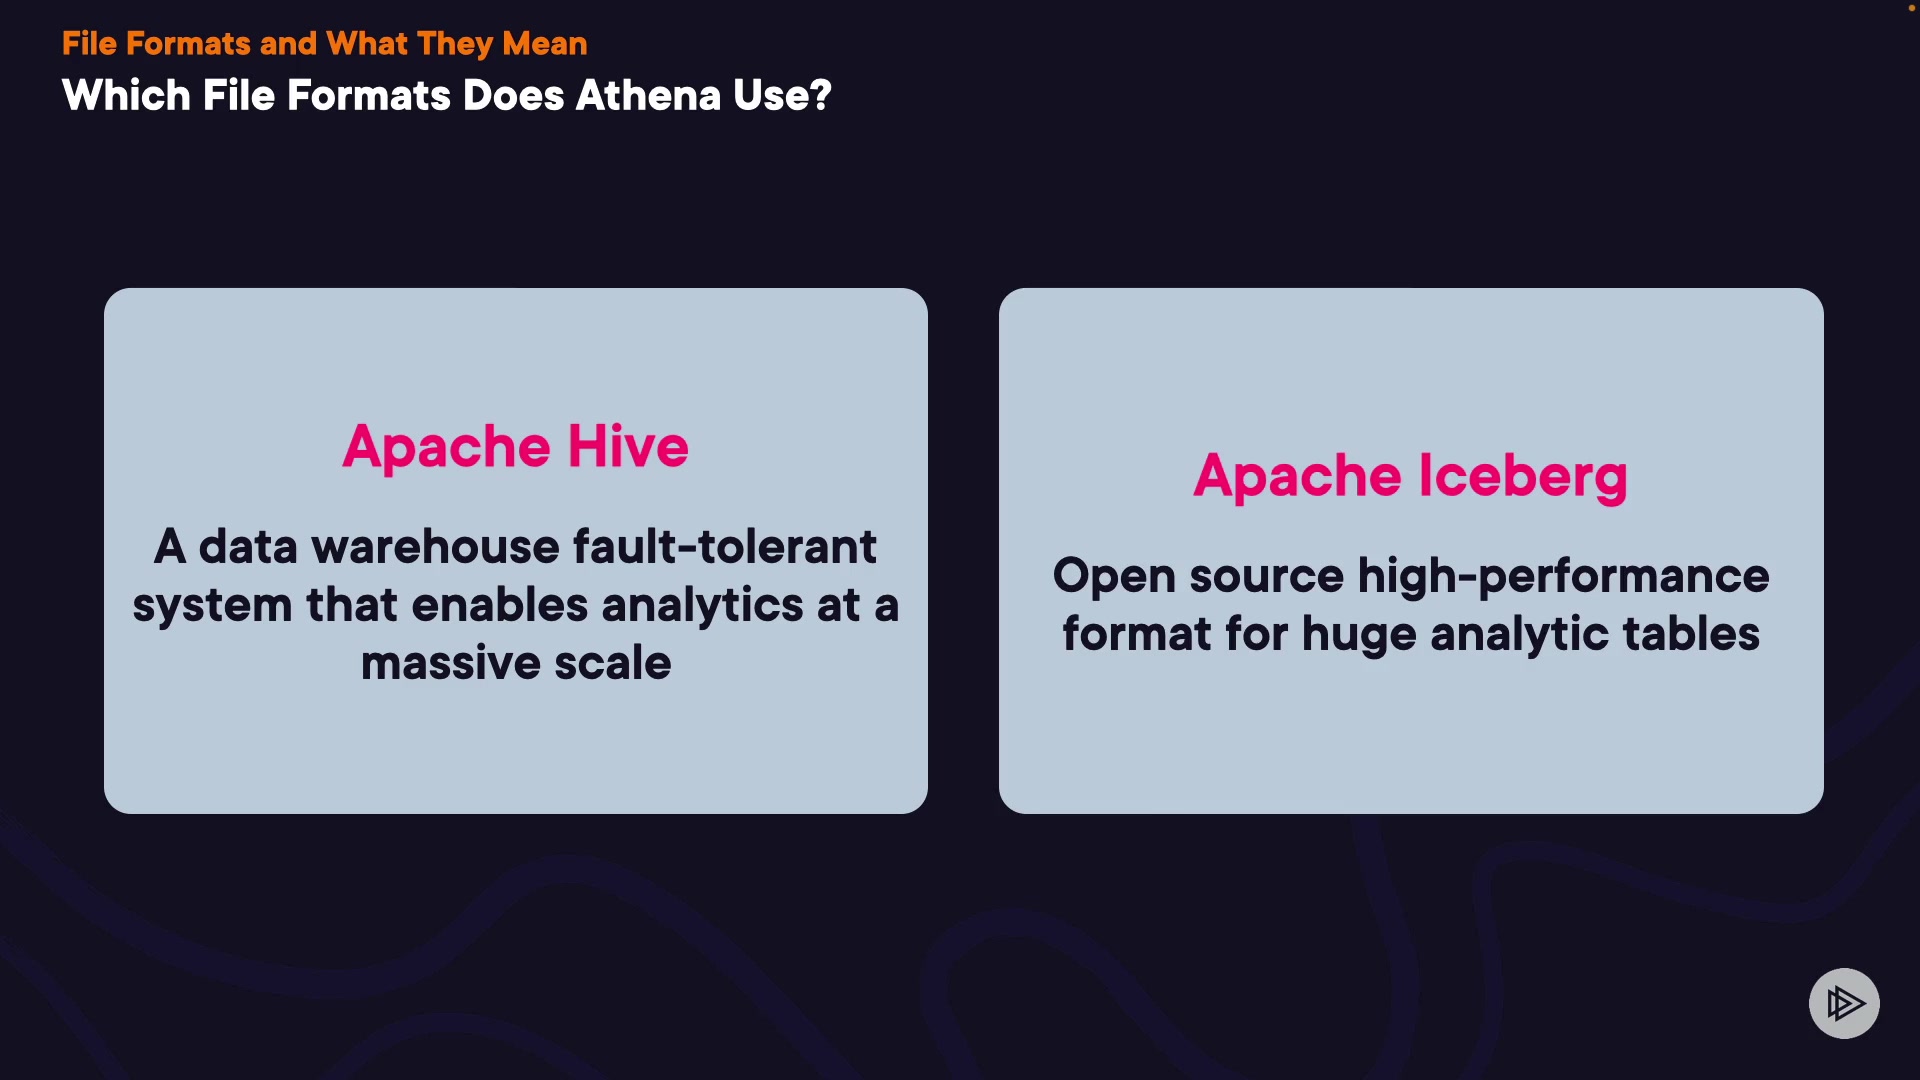 File Formats and What They Mean
Which File Formats Does Athena Use?
Apache Hive
A data warehouse fault-tolerant
system that enables analytics at a
massive scale
Apache Iceberg
Open source high-performance
format for huge analytic tables